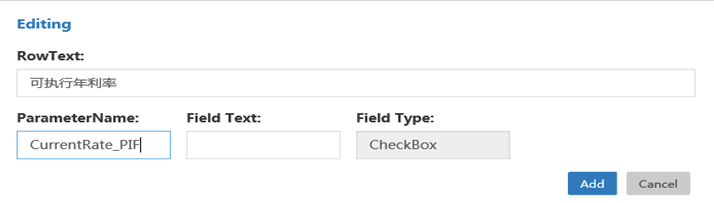 Editing
RowText:
可执行年利率
ParameterName: Field Text: Field Type:
CurrentRate_PIF CheckBox
Add Cancel